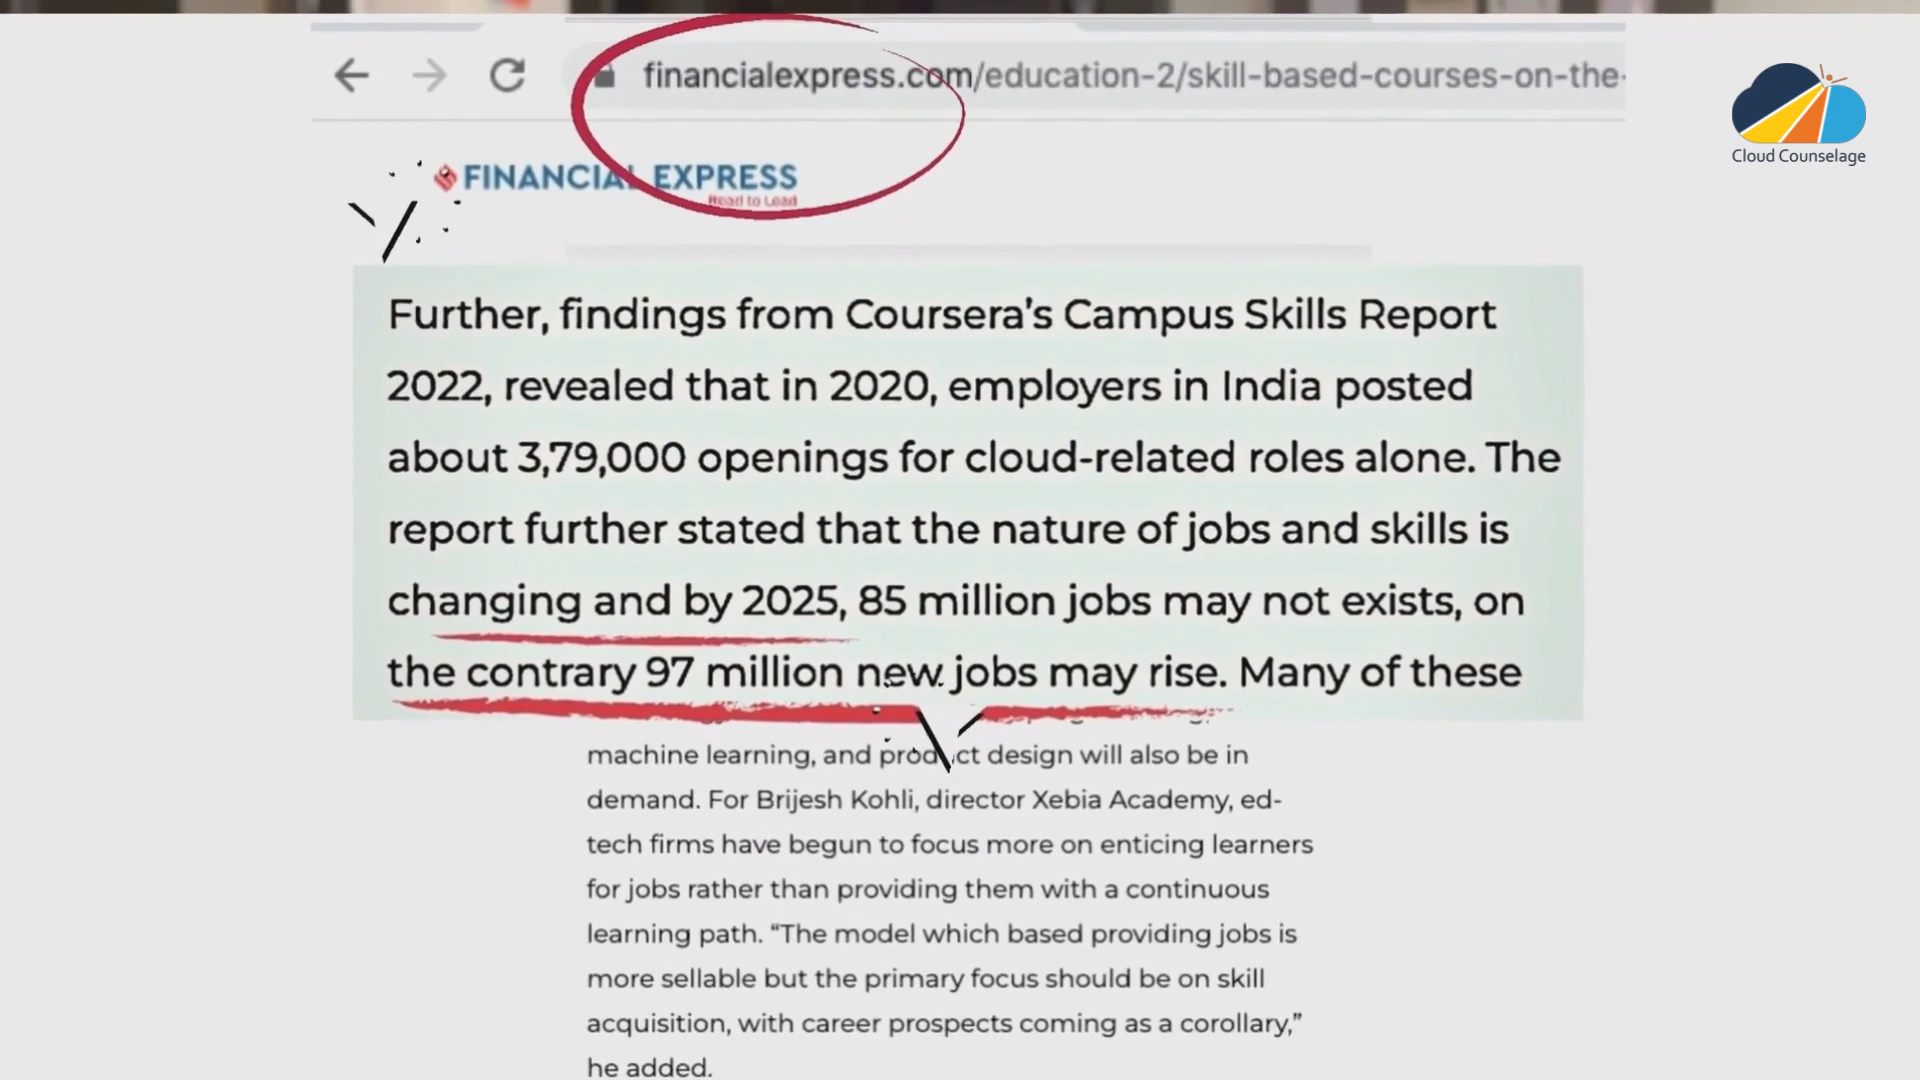 financialexpress.com/education-2/skill-based-courses-on-the-
Cloud Counselage
FINANCIAL EXPRESS
Read to Lead
Further, findings from Coursera's Campus Skills Report
2022, revealed that in 2020, employers in India posted
about 3,79,000 openings for cloud-related roles alone. The
report further stated that the nature of jobs and skills is
changing and by 2025, 85 million jobs may not exists, on
the contrary 97 million new jobs may rise. Many of these
machine learning, and product design will also be in
demand. For Brijesh Kohli, director Xebia Academy, ed-
tech firms have begun to focus more on enticing learners
for jobs rather than providing them with a continuous
learning path. “The model which based providing jobs is
more sellable but the primary focus should be on skill
acquisition, with career prospects coming as a corollary,”
he added.